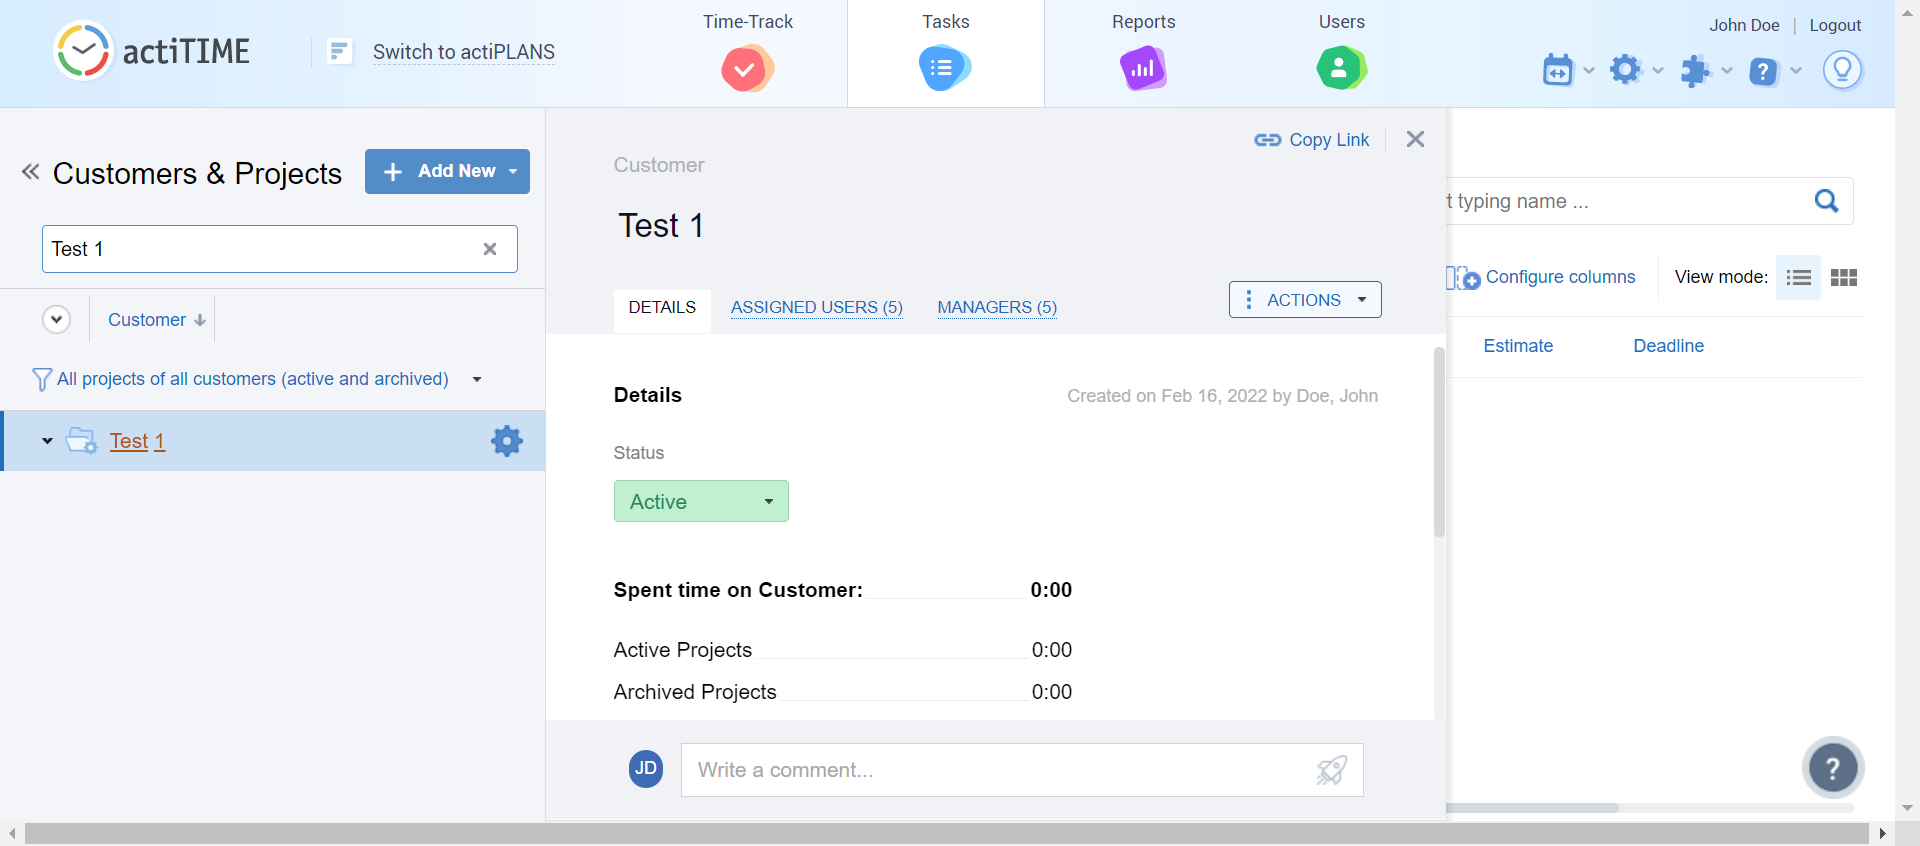 actiTIME
Switch to actiPLANS
Time-Track
Tasks
Reports
Users
John Doe
Logout
Customers & Projects
Add New
Test 1
Customer
All projects of all customers (active and archived)
Test 1
Copy Link
Customer
Test 1
DETAILS
ASSIGNED USERS (5)
MANAGERS (5)
ACTIONS
Details
Created on Feb 16, 2022 by Doe, John
Status
Active
Spent time on Customer: 0:00
Active Projects 0:00
Archived Projects 0:00
JD
Write a comment...
t typing name ...
Configure columns
View mode:
Estimate
Deadline
?